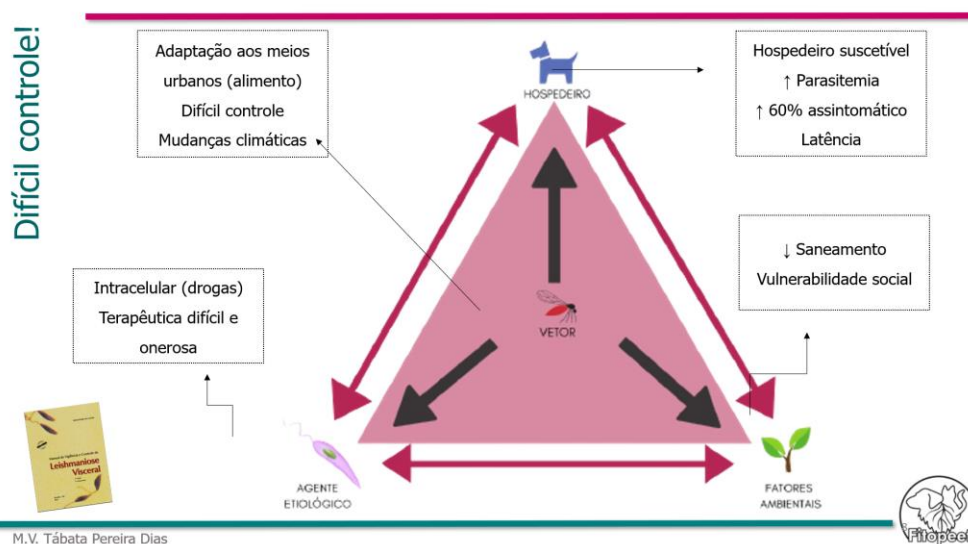 Difícil controle!
Adaptação aos meios
urbanos (alimento)
Difícil controle
Mudanças climáticas
HOSPEDEIRO
Hospedeiro suscetível
↑ Parasitemia
↑ 60% assintomático
Latência
↓ Saneamento
Vulnerabilidade social
Intracelular (drogas)
Terapêutica difícil e
onerosa
VETOR
Leishmaniose
Visceral
AGENTE
ETIOLÓGICO
FATORES
AMBIENTAIS
M.V. Tábata Pereira Dias